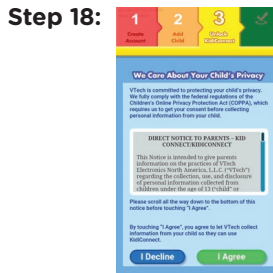 Step 18:
1
2
3
Create
Account
Add
Child
Unlock
KidConnect
We Care About Your Child's Privacy
VTech is committed to protecting your child's privacy.
We fully comply with the federal regulations of the
Children's Online Privacy Protection Act (COPPA), which
requires us to get your consent before collecting
personal information from your child.
DIRECT NOTICE TO PARENTS – KID
CONNECT/KIDICONNECT
This Notice is intended to give parents
information on the practices of VTech
Electronics North America, L.L.C. ("VTech")
regarding the collection, use, and disclosure
of personal information collected from
children under the age of 13 ("child" or
Please scroll all the way down to the bottom of this
notice before touching "I Agree".
By touching "I Agree", you agree to let VTech collect
information from your child so they can use
KidiConnect.
I Decline
I Agree